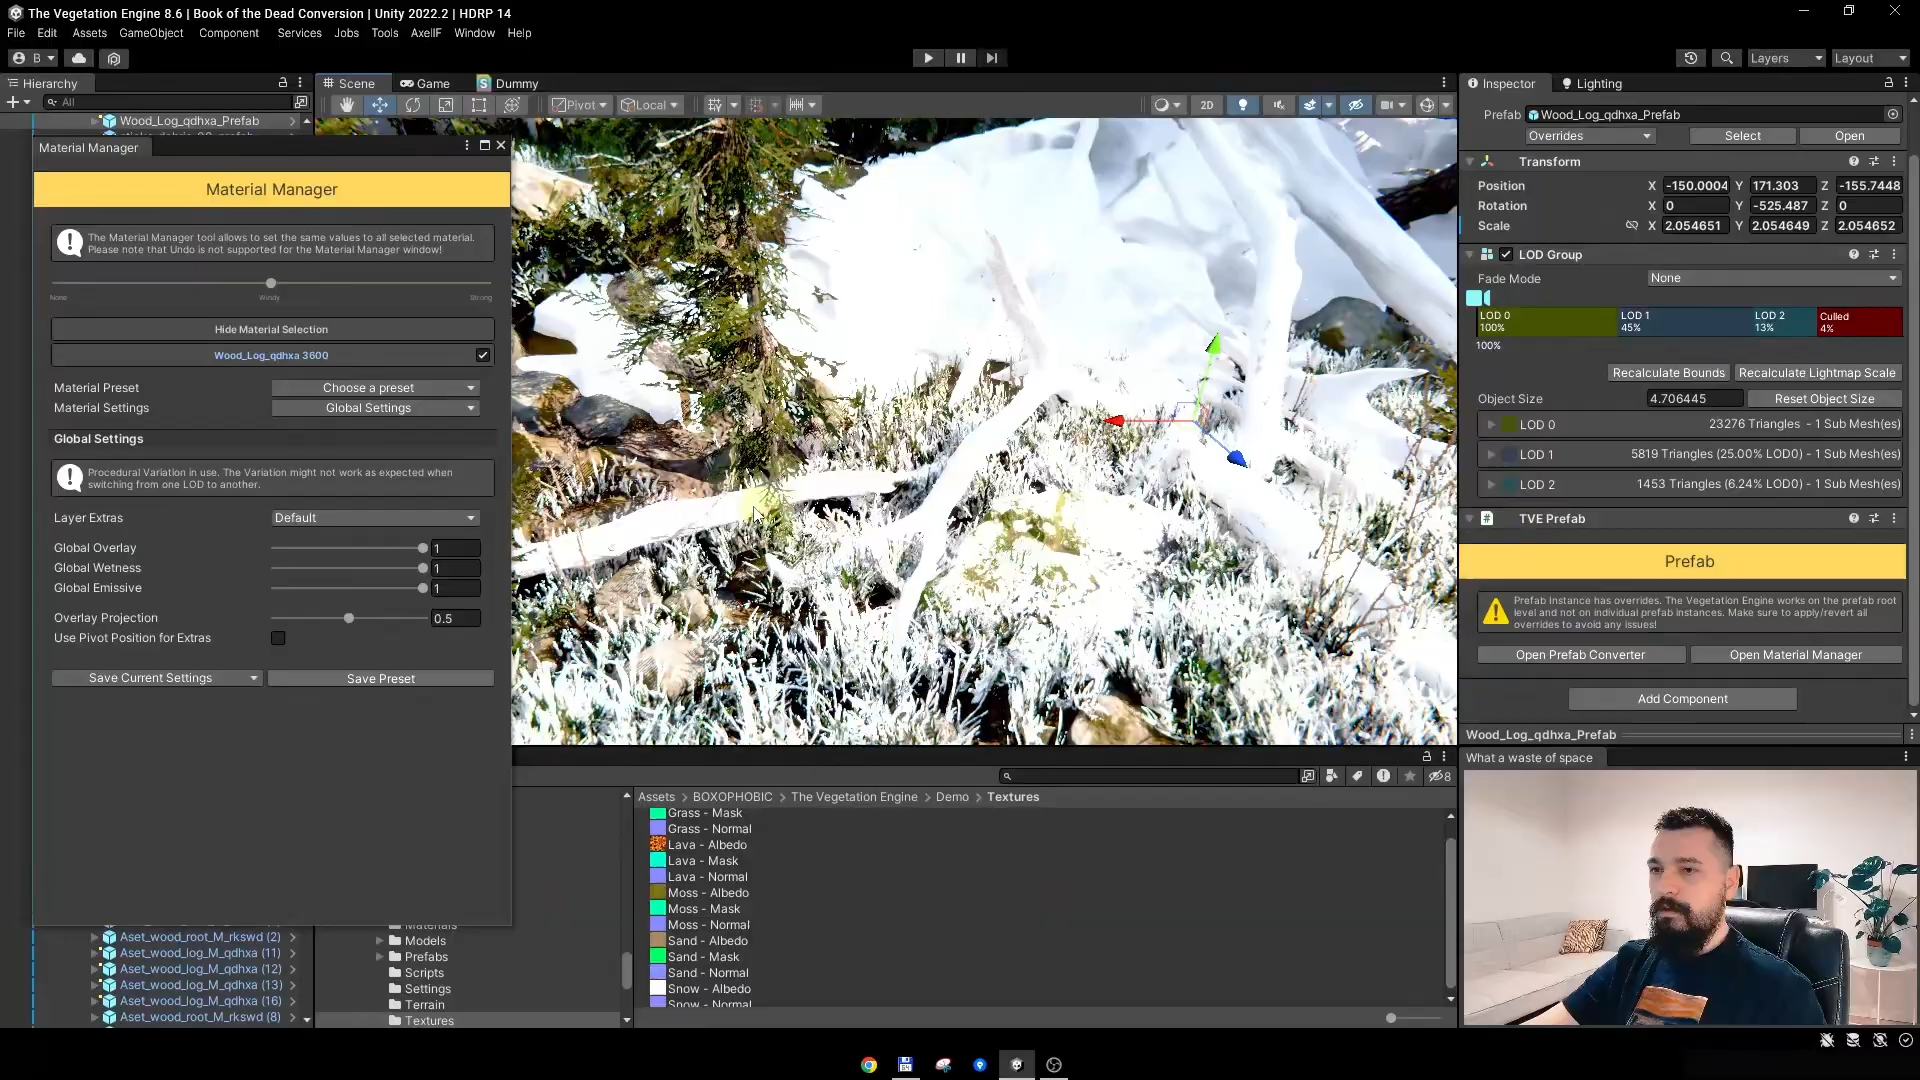 The Vegetation Engine 8.6 | Book of the Dead Conversion | Unity 2022.2 | HDRP 14
File Edit Assets GameObject Component Services Jobs Tools AxelF Window Help
B Layers Layout
Hierarchy Scene Game Dummy Inspector Lighting
All Pivot Local 2D
Wood_Log_qdhxa_Prefab
Material Manager
Material Manager
The Material Manager tool allows to set the same values to all selected material.
Please note that Undo is not supported for the Material Manager window!
None Windy Strong
Hide Material Selection
Wood_Log_qdhxa 3600
Material Preset Choose a preset
Material Settings Global Settings
Global Settings
Procedural Variation in use. The Variation might not work as expected when
switching from one LOD to another.
Layer Extras Default
Global Overlay 1
Global Wetness 1
Global Emissive 1
Overlay Projection 0.5
Use Pivot Position for Extras
Save Current Settings Save Preset
Aset_wood_root_M_rkswd (2)
Aset_wood_log_M_qdhxa (11)
Aset_wood_log_M_qdhxa (12)
Aset_wood_log_M_qdhxa (13)
Aset_wood_log_M_qdhxa (16)
Aset_wood_root_M_rkswd (8)
Materials
Models
Prefabs
Scripts
Settings
Terrain
Textures
8
Assets > BOXOPHOBIC > The Vegetation Engine > Demo > Textures
Grass - Mask
Grass - Normal
Lava - Albedo
Lava - Mask
Lava - Normal
Moss - Albedo
Moss - Mask
Moss - Normal
Sand - Albedo
Sand - Mask
Sand - Normal
Snow - Albedo
Snow - Normal
Prefab Wood_Log_qdhxa_Prefab
Overrides Select Open
Transform
Position X -150.0004 Y 171.303 Z -155.7448
Rotation X 0 Y -525.487 Z 0
Scale X 2.054651 Y 2.054649 Z 2.054652
LOD Group
Fade Mode None
LOD 0 LOD 1 LOD 2 Culled
100% 45% 13% 4%
100%
Recalculate Bounds Recalculate Lightmap Scale
Object Size 4.706445 Reset Object Size
LOD 0 23276 Triangles - 1 Sub Mesh(es)
LOD 1 5819 Triangles (25.00% LOD0) - 1 Sub Mesh(es)
LOD 2 1453 Triangles (6.24% LOD0) - 1 Sub Mesh(es)
# TVE Prefab
Prefab
Prefab Instance has overrides. The Vegetation Engine works on the prefab root
level and not on individual prefab instances. Make sure to apply/revert all
overrides to avoid any issues!
Open Prefab Converter Open Material Manager
Add Component
Wood_Log_qdhxa_Prefab
What a waste of space